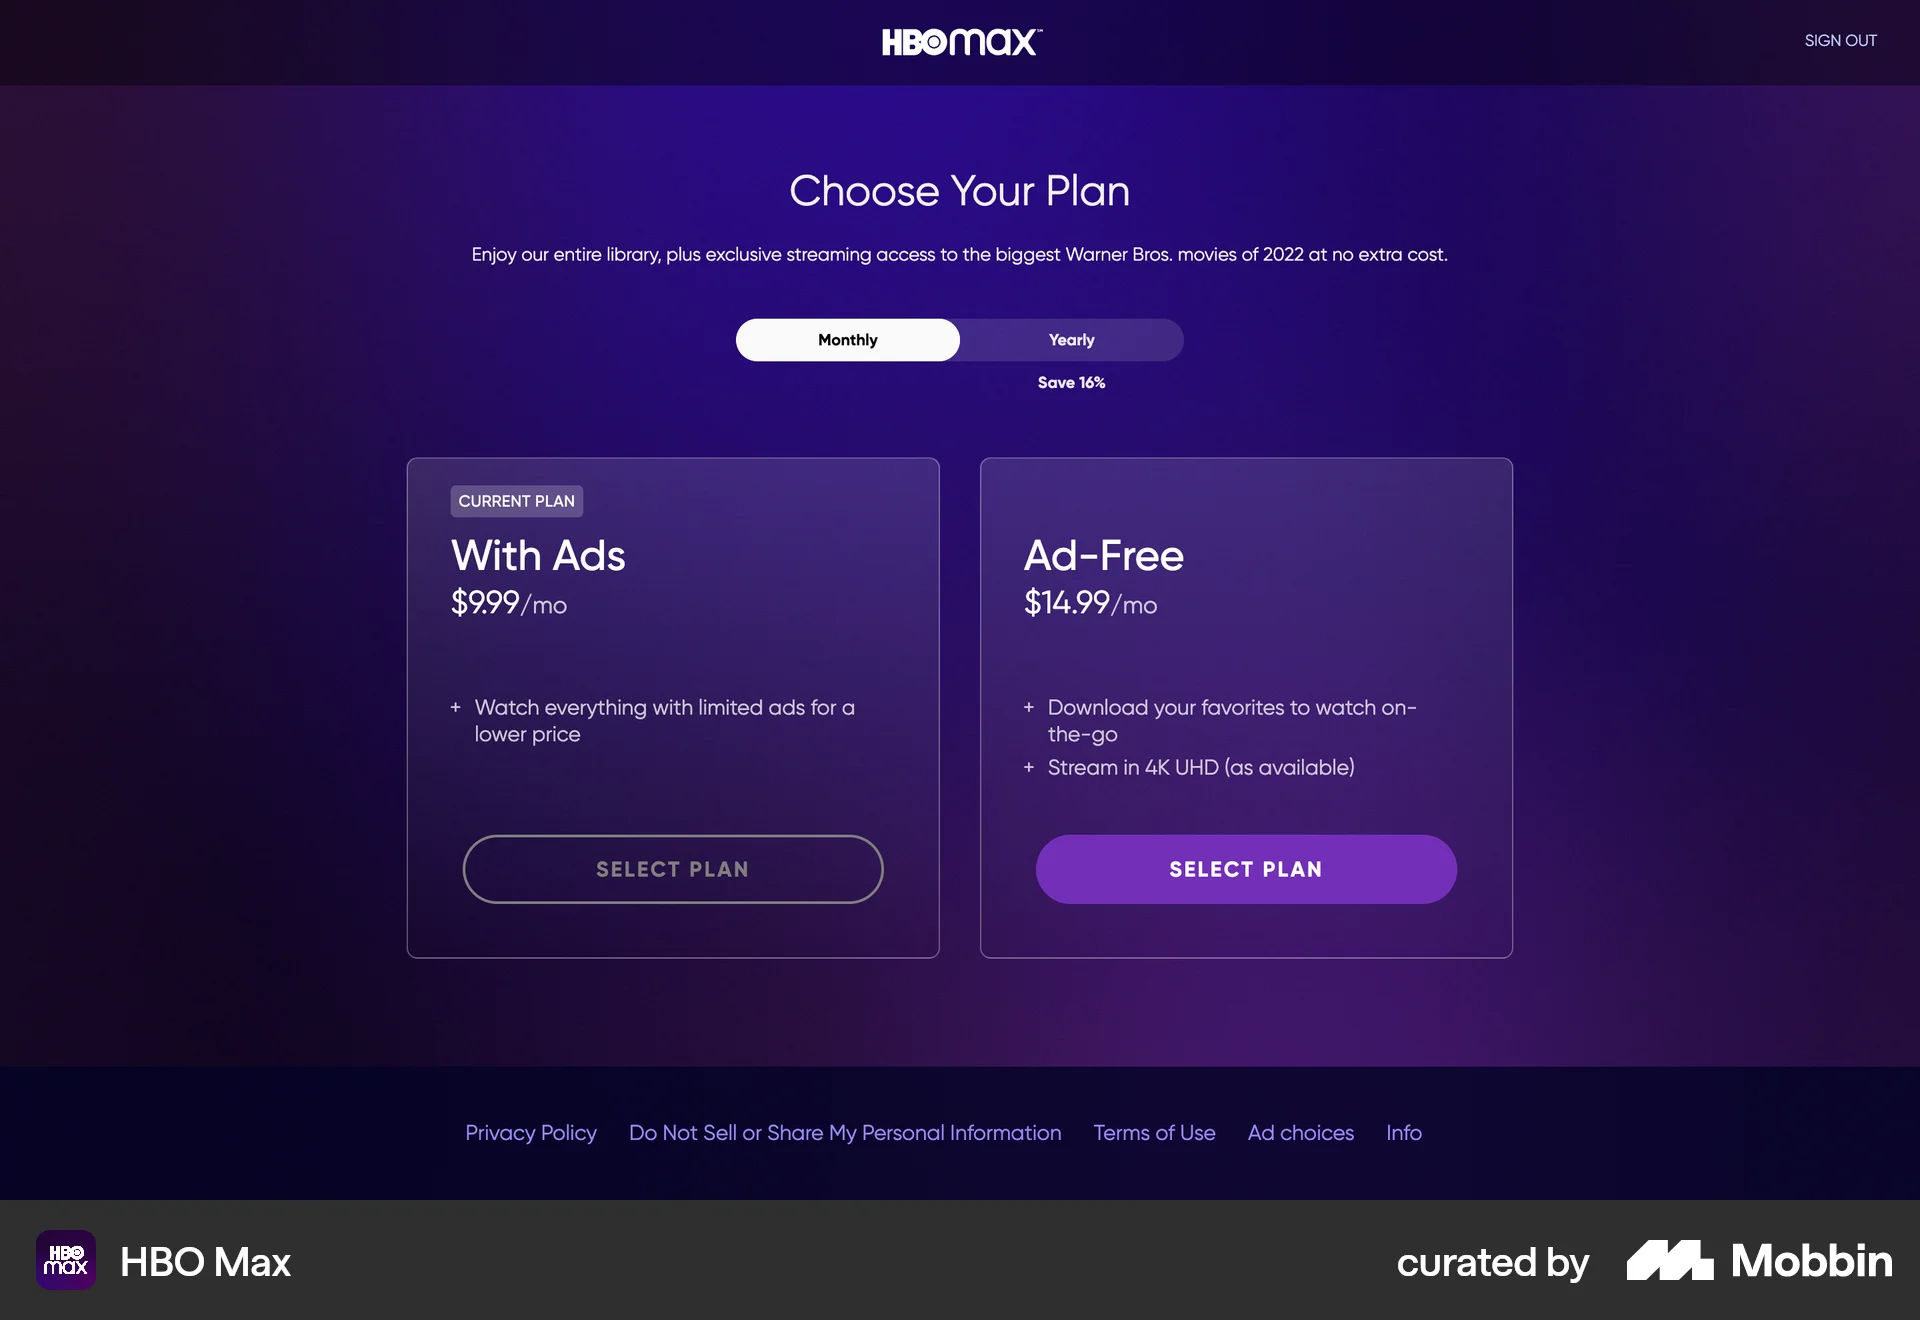 HBOmax™
SIGN OUT
Choose Your Plan
Enjoy our entire library, plus exclusive streaming access to the biggest Warner Bros. movies of 2022 at no extra cost.
Monthly
Yearly
Save 16%
CURRENT PLAN
With Ads
$9.99/mo
+ Watch everything with limited ads for a
lower price
SELECT PLAN
Ad-Free
$14.99/mo
+ Download your favorites to watch on-
the-go
+ Stream in 4K UHD (as available)
SELECT PLAN
Privacy Policy
Do Not Sell or Share My Personal Information
Terms of Use
Ad choices
Info
HBO
max
HBO Max
curated by
Mobbin